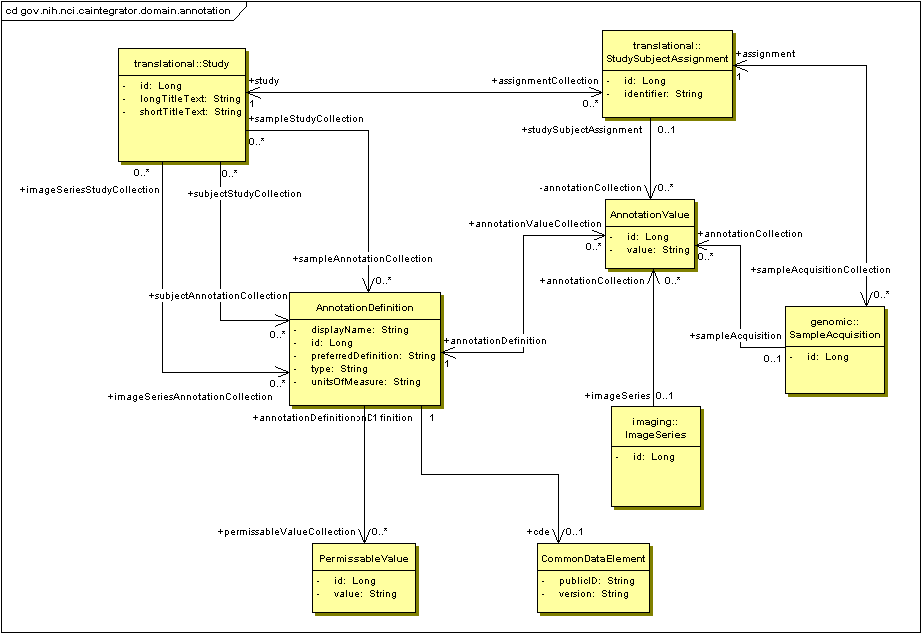 cd gov.nih.nci.caintegrator.domain.annotation
translational::Study
- id: Long
- longTitleText: String
- shortTitleText: String
translational::
StudySubjectAssignment
- id: Long
- identifier: String
+assignment
1
+study
1
+assignmentCollection
0..*
+sampleStudyCollection
0..*
+studySubjectAssignment 0..1
0..*
0..*
+imageSeriesStudyCollection
+subjectStudyCollection
-annotationCollection 0..*
AnnotationValue
- id: Long
- value: String
+annotationValueCollection
0..*
+annotationCollection
0..*
+sampleAnnotationCollection
0..*
+annotationCollection 0..*
+sampleAcquisitionCollection
0..*
+subjectAnnotationCollection
0..*
AnnotationDefinition
- displayName: String
- id: Long
- preferredDefinition: String
- type: String
- unitsOfMeasure: String
genomic::
SampleAcquisition
- id: Long
+sampleAcquisition
0..1
+annotationDefinition
1
0..*
+imageSeriesAnnotationCollection
+imageSeries 0..1
imaging::
ImageSeries
- id: Long
1
+permissableValueCollection 0..*
+cde 0..1
PermissableValue
- id: Long
- value: String
CommonDataElement
- publicID: String
- version: String